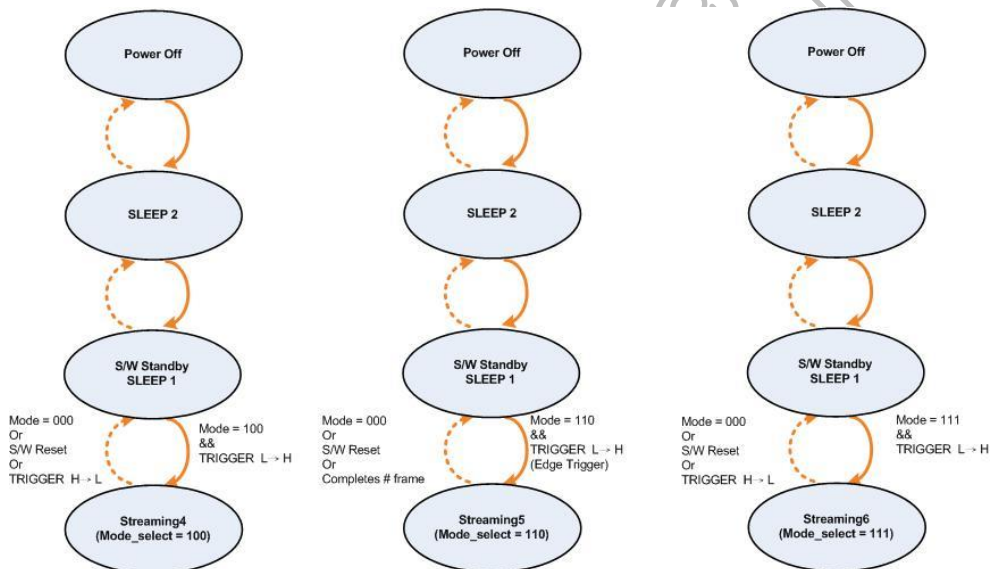 Power Off
SLEEP 2
S/W Standby
SLEEP 1
Mode = 000
Or
S/W Reset
Or
TRIGGER H→L
Mode = 100
&&
TRIGGER L→H
Streaming4
(Mode_select = 100)
Power Off
SLEEP 2
S/W Standby
SLEEP 1
Mode = 000
Or
S/W Reset
Or
Completes # frame
Mode = 110
&&
TRIGGER L→H
(Edge Trigger)
Streaming5
(Mode_select = 110)
Power Off
SLEEP 2
S/W Standby
SLEEP 1
Mode = 000
Or
S/W Reset
Or
TRIGGER H→L
Mode = 111
&&
TRIGGER L→H
Streaming6
(Mode_select = 111)